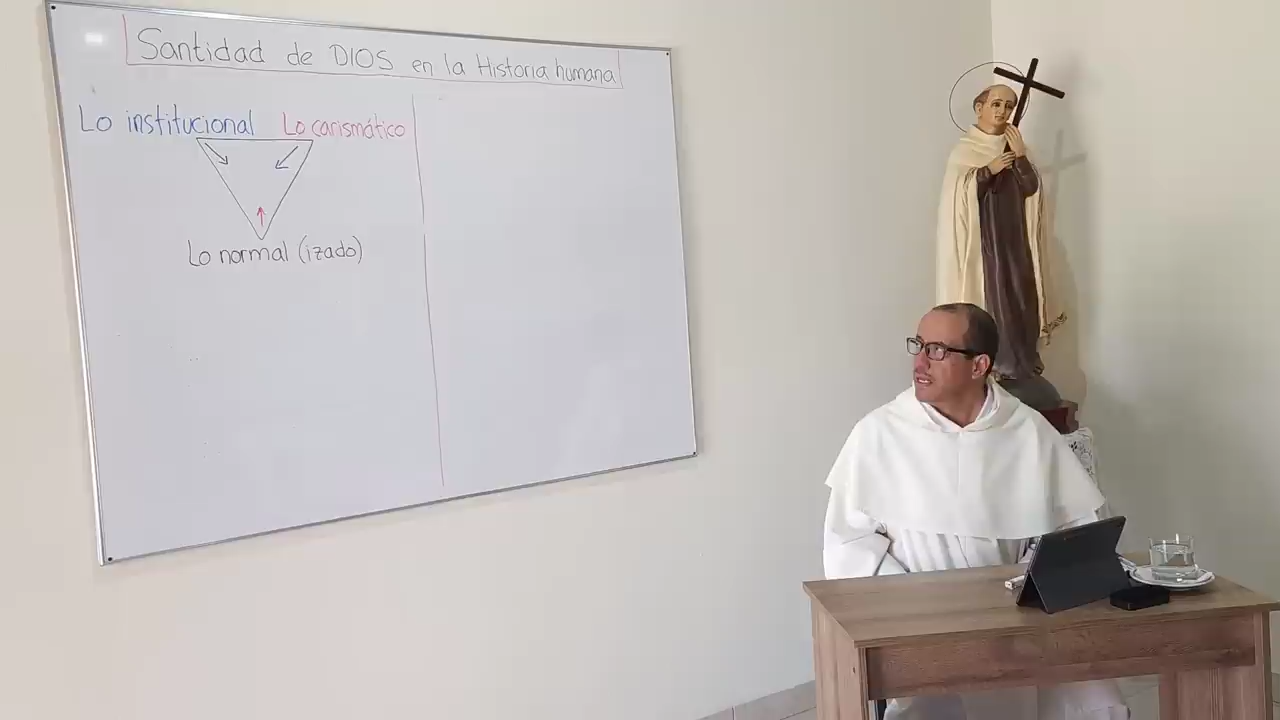 Santidad de DIOS en la Historia humana
Lo institucional Lo carismático
Lo normal (izado)